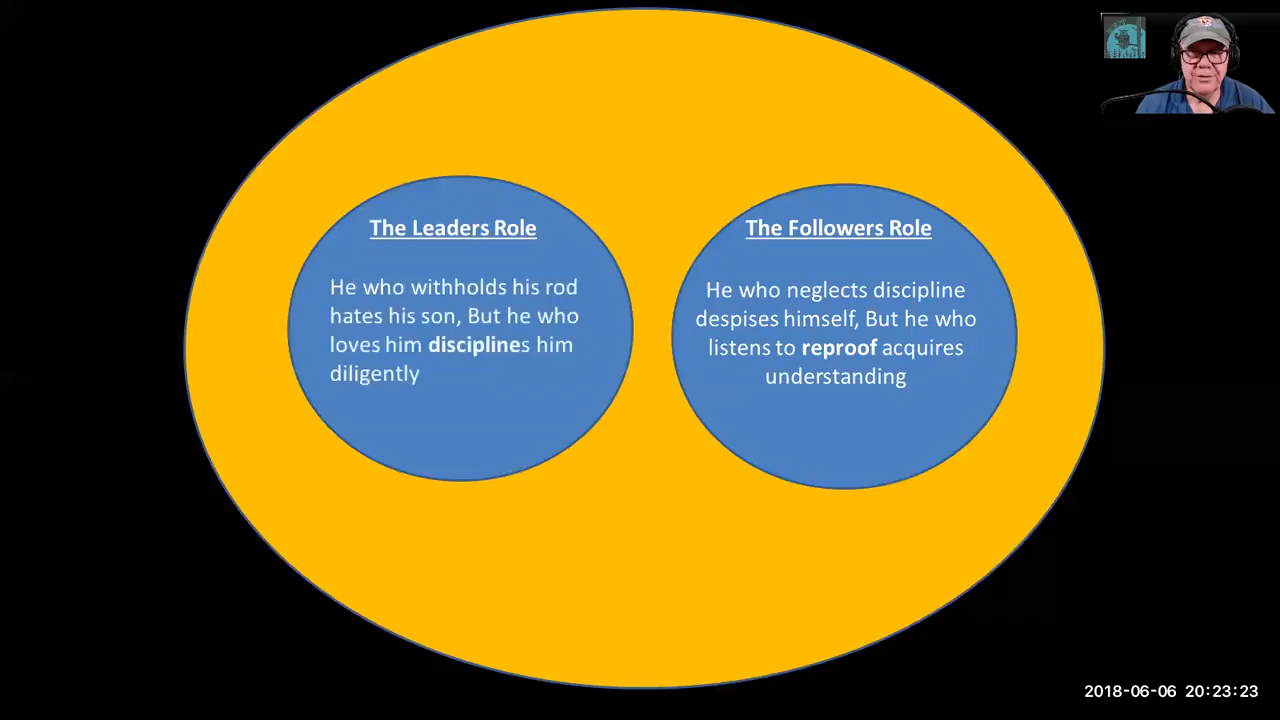 The Leaders Role
He who withholds his rod
hates his son, But he who
loves him disciplines him
diligently
The Followers Role
He who neglects discipline
despises himself, But he who
listens to reproof acquires
understanding
2018-06-06 20:23:23